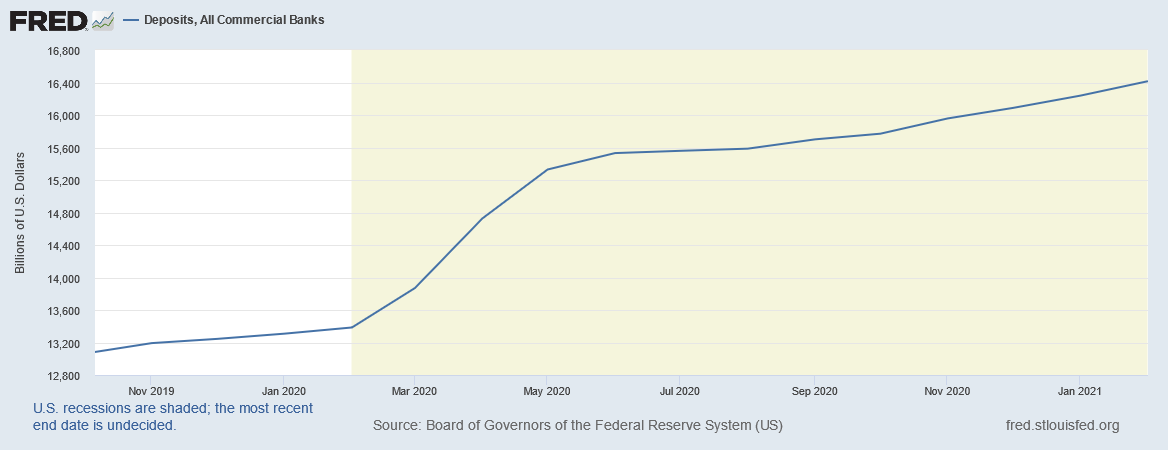 FRED
Deposits, All Commercial Banks
16,800
16,400
16,000
15,600
15,200
14,800
14,400
14,000
13,600
13,200
12,800
Billions of U.S. Dollars
Nov 2019 Jan 2020 Mar 2020 May 2020 Jul 2020 Sep 2020 Nov 2020 Jan 2021
U.S. recessions are shaded; the most recent
end date is undecided.
Source: Board of Governors of the Federal Reserve System (US)
fred.stlouisfed.org